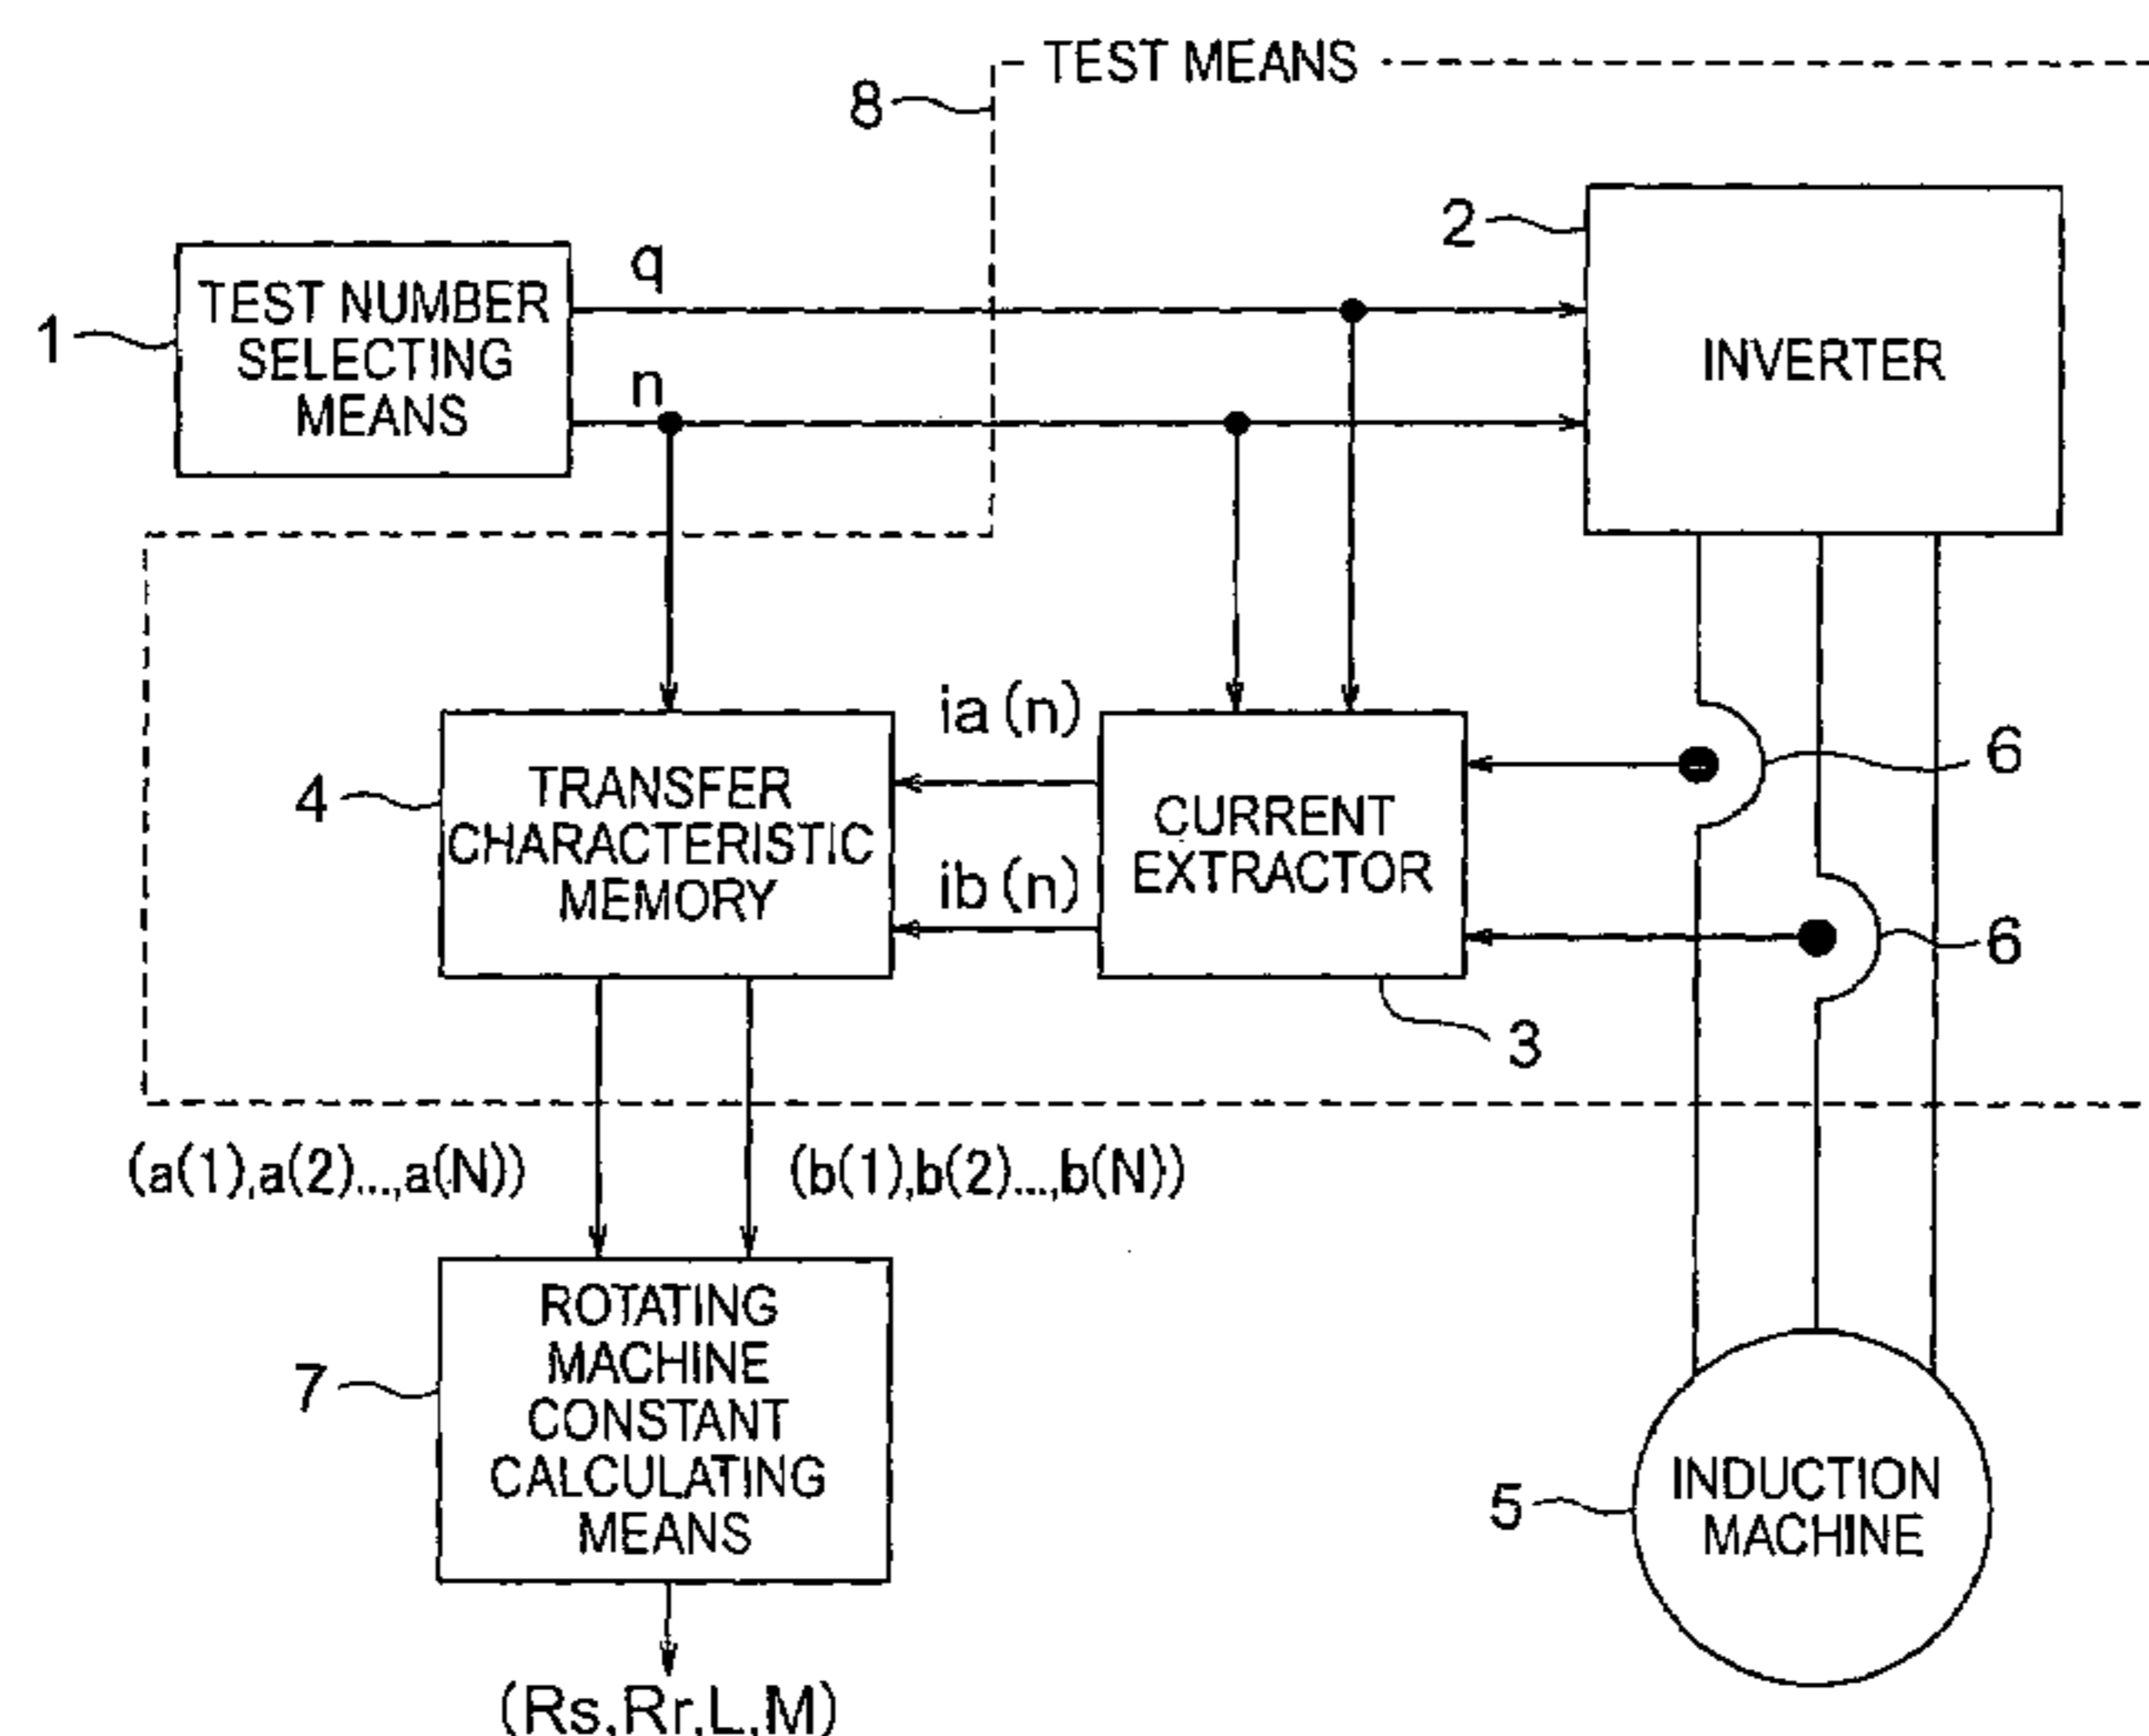 TEST MEANS
8
2
1
TEST NUMBER
SELECTING
MEANS
q
n
INVERTER
4
TRANSFER
CHARACTERISTIC
MEMORY
ia (n)
ib (n)
CURRENT
EXTRACTOR
6
6
3
(a(1),a(2)...,a(N))
(b(1),b(2)...,b(N))
7
ROTATING
MACHINE
CONSTANT
CALCULATING
MEANS
5
INDUCTION
MACHINE
(Rs,Rr,L,M)